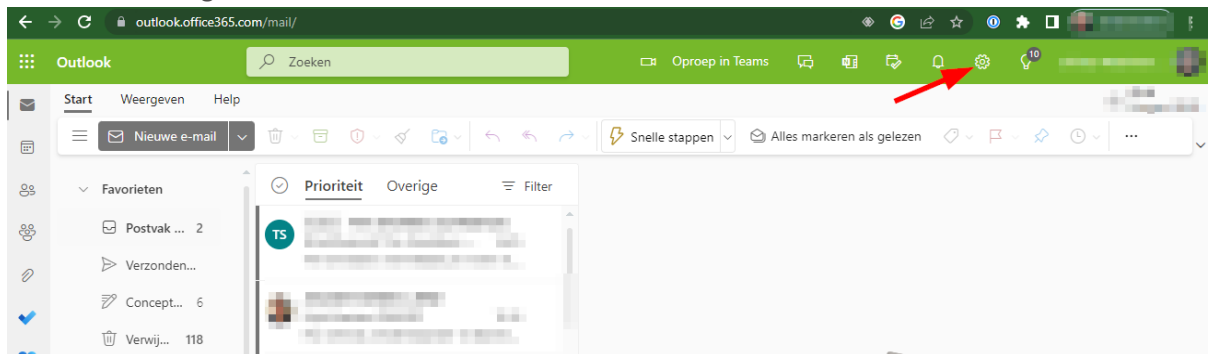 outlook.office365.com/mail/
Outlook
Zoeken
Oproep in Teams
10
Start Weergeven Help
Nieuwe e-mail
Snelle stappen
Alles markeren als gelezen
Favorieten
Prioriteit Overige Filter
Postvak ... 2
TS
Verzonden...
Concept... 6
Verwij... 118